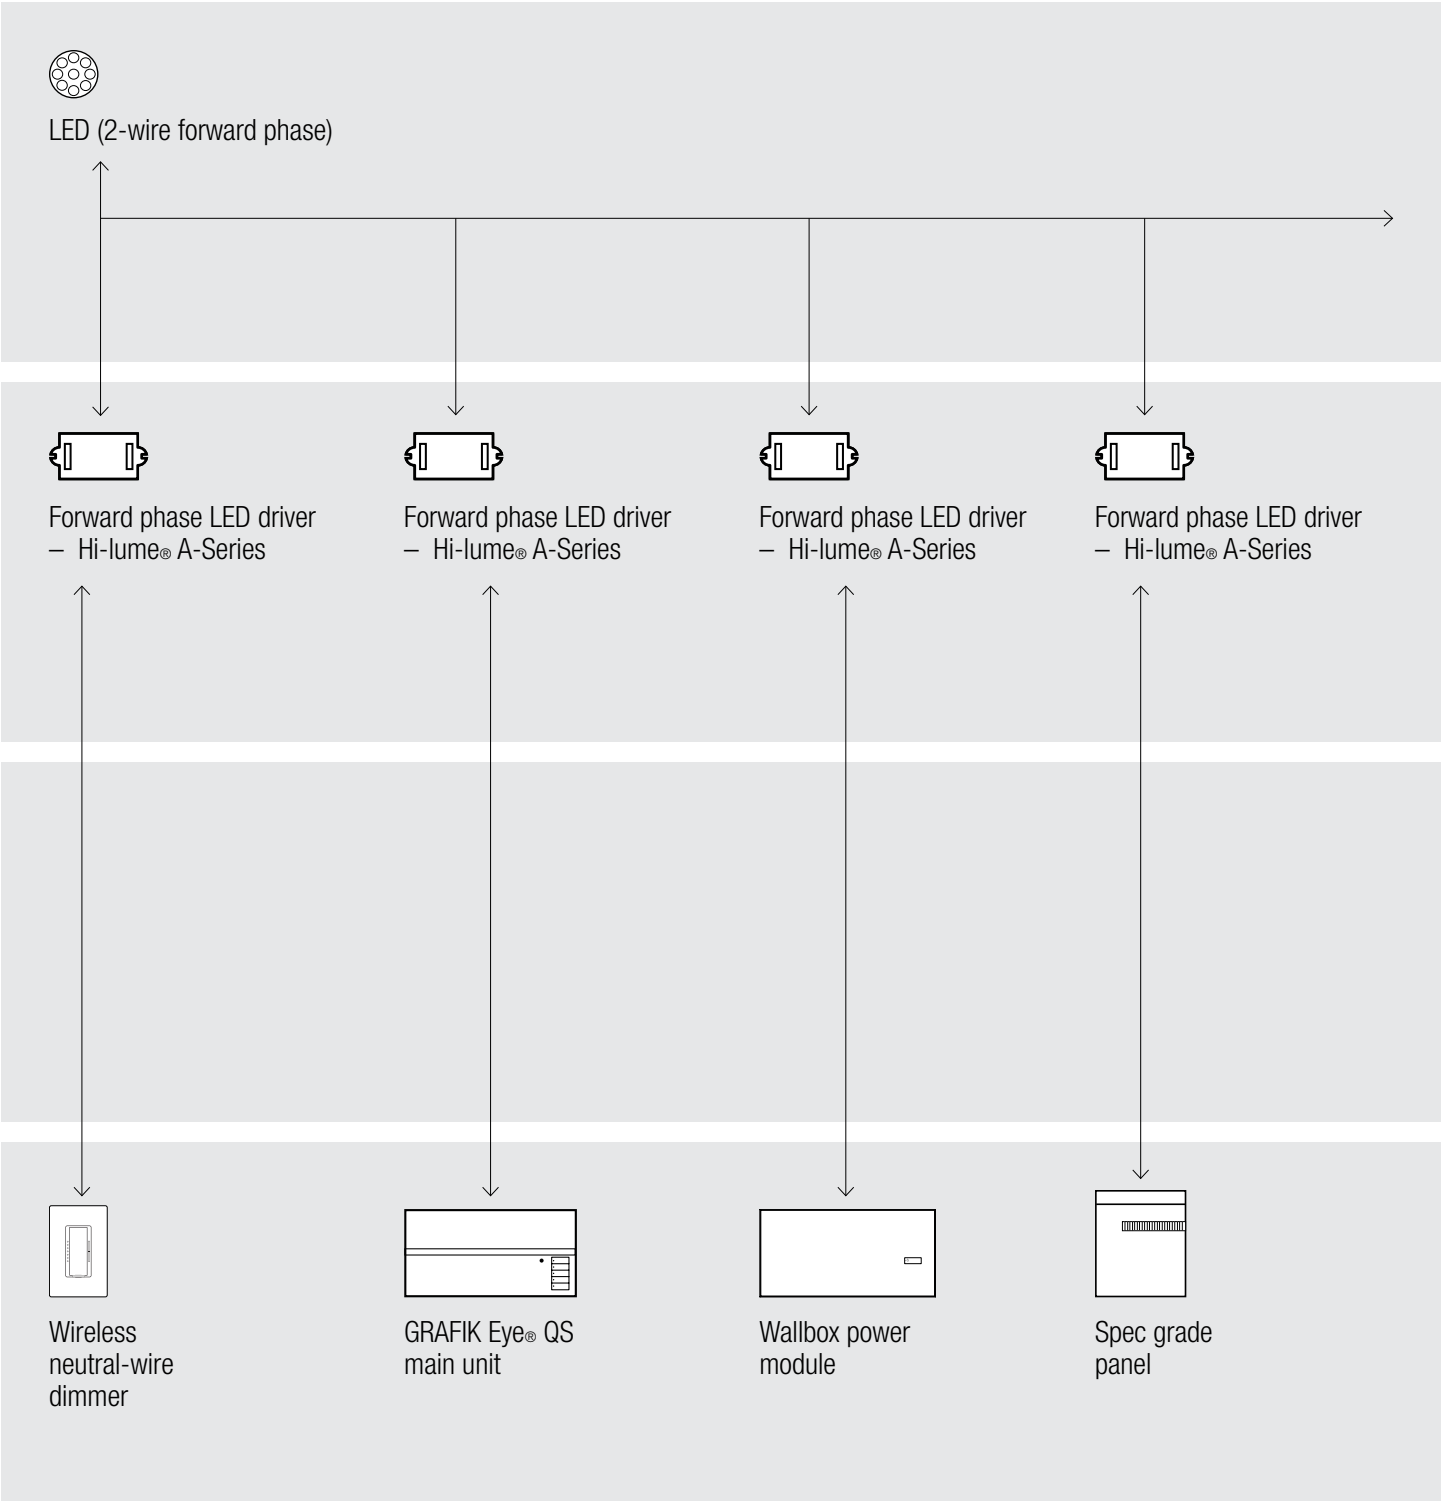 LED (2-wire forward phase)
Forward phase LED driver
– Hi-lume® A-Series
Forward phase LED driver
– Hi-lume® A-Series
Forward phase LED driver
– Hi-lume® A-Series
Forward phase LED driver
– Hi-lume® A-Series
Wireless
neutral-wire
dimmer
GRAFIK Eye® QS
main unit
Wallbox power
module
Spec grade
panel